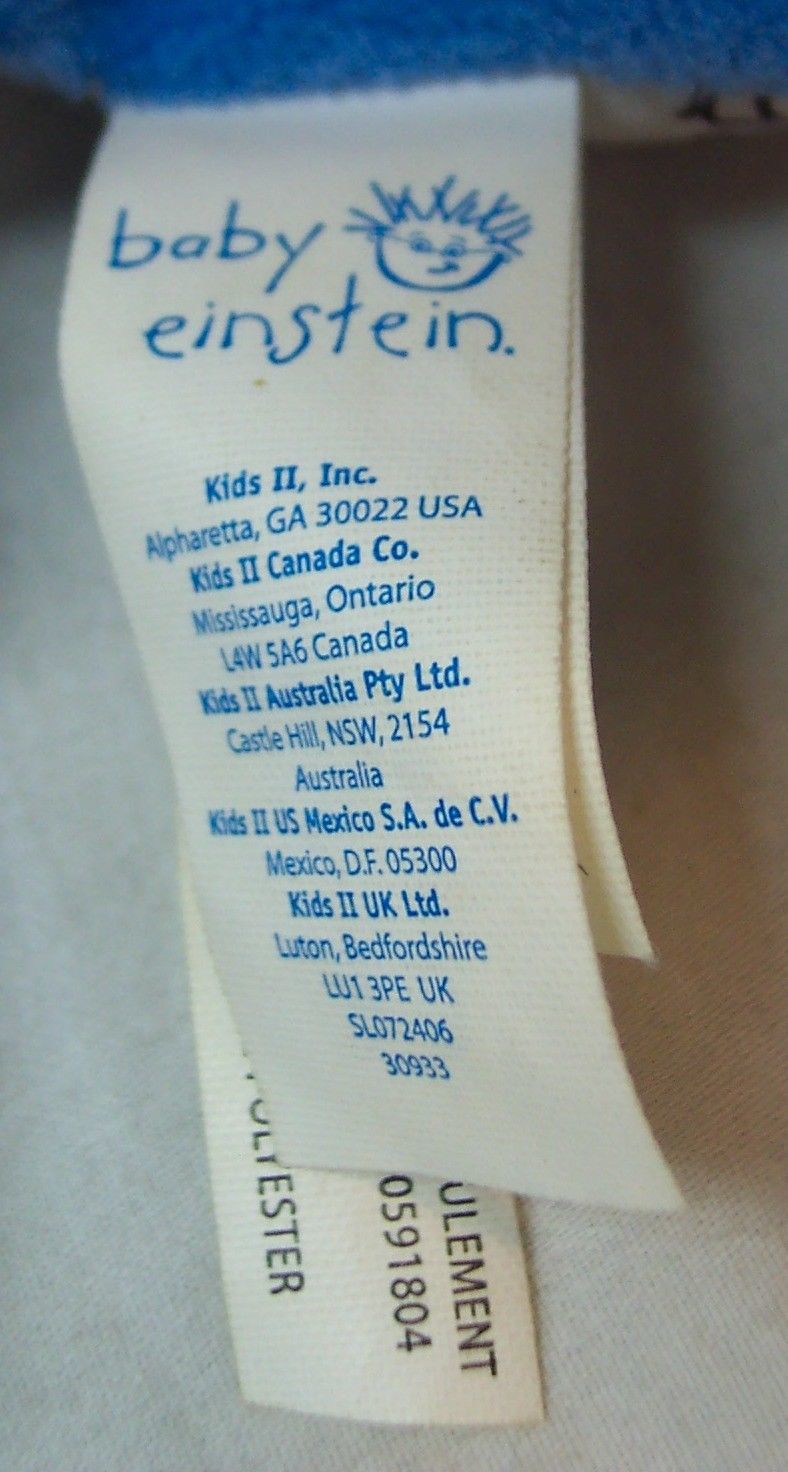 baby
einstein.
Kids II, Inc.
Alpharetta, GA 30022 USA
Kids II Canada Co.
Mississauga, Ontario
L4W 5A6 Canada
Kids II Australia Pty Ltd.
Castle Hill, NSW, 2154
Australia
Kids II US Mexico S.A. de C.V.
Mexico, D.F. 05300
Kids II UK Ltd.
Luton, Bedfordshire
LU1 3PE UK
SL072406
30933
POLYESTER
0591804
ULEMENT